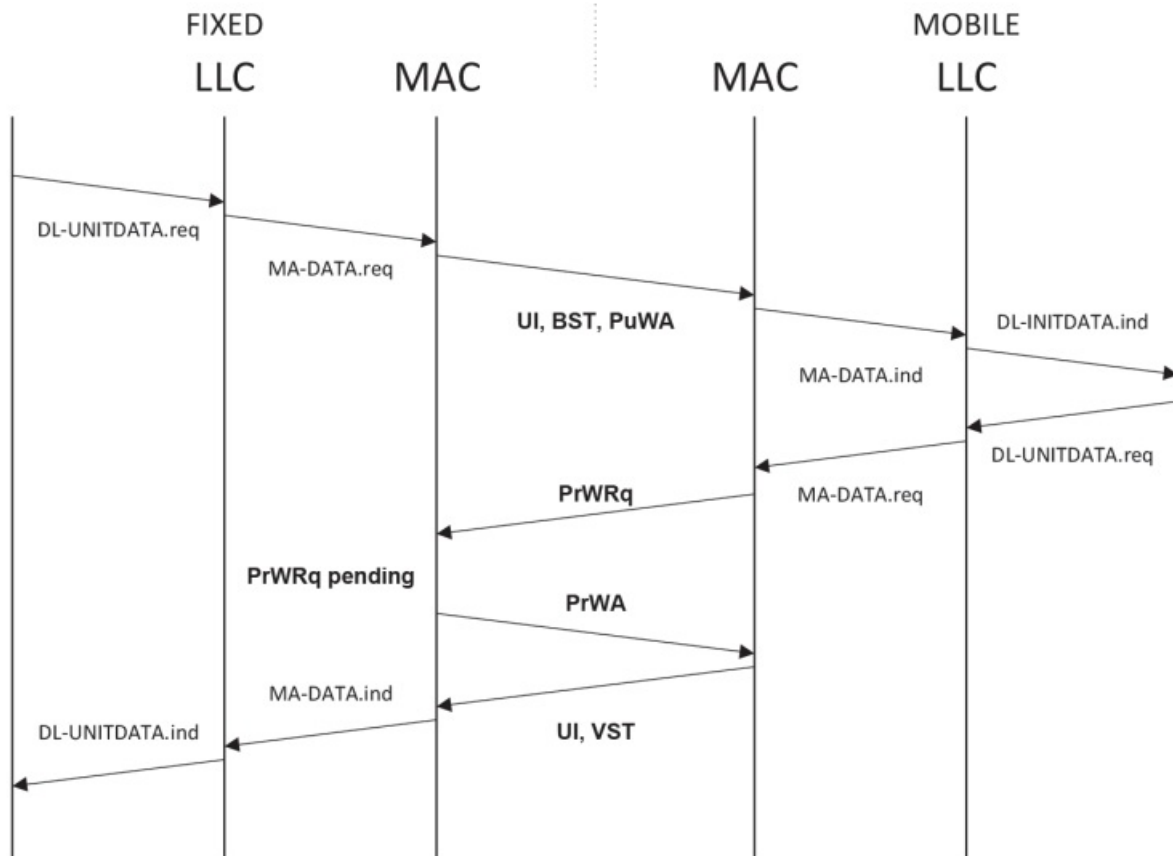 FIXED
MOBILE
LLC
MAC
MAC
LLC
DL-UNITDATA.req
MA-DATA.req
UI, BST, PuWA
DL-INITDATA.ind
MA-DATA.ind
DL-UNITDATA.req
PrWRq
MA-DATA.req
PrWRq pending
PrWA
MA-DATA.ind
DL-UNITDATA.ind
UI, VST